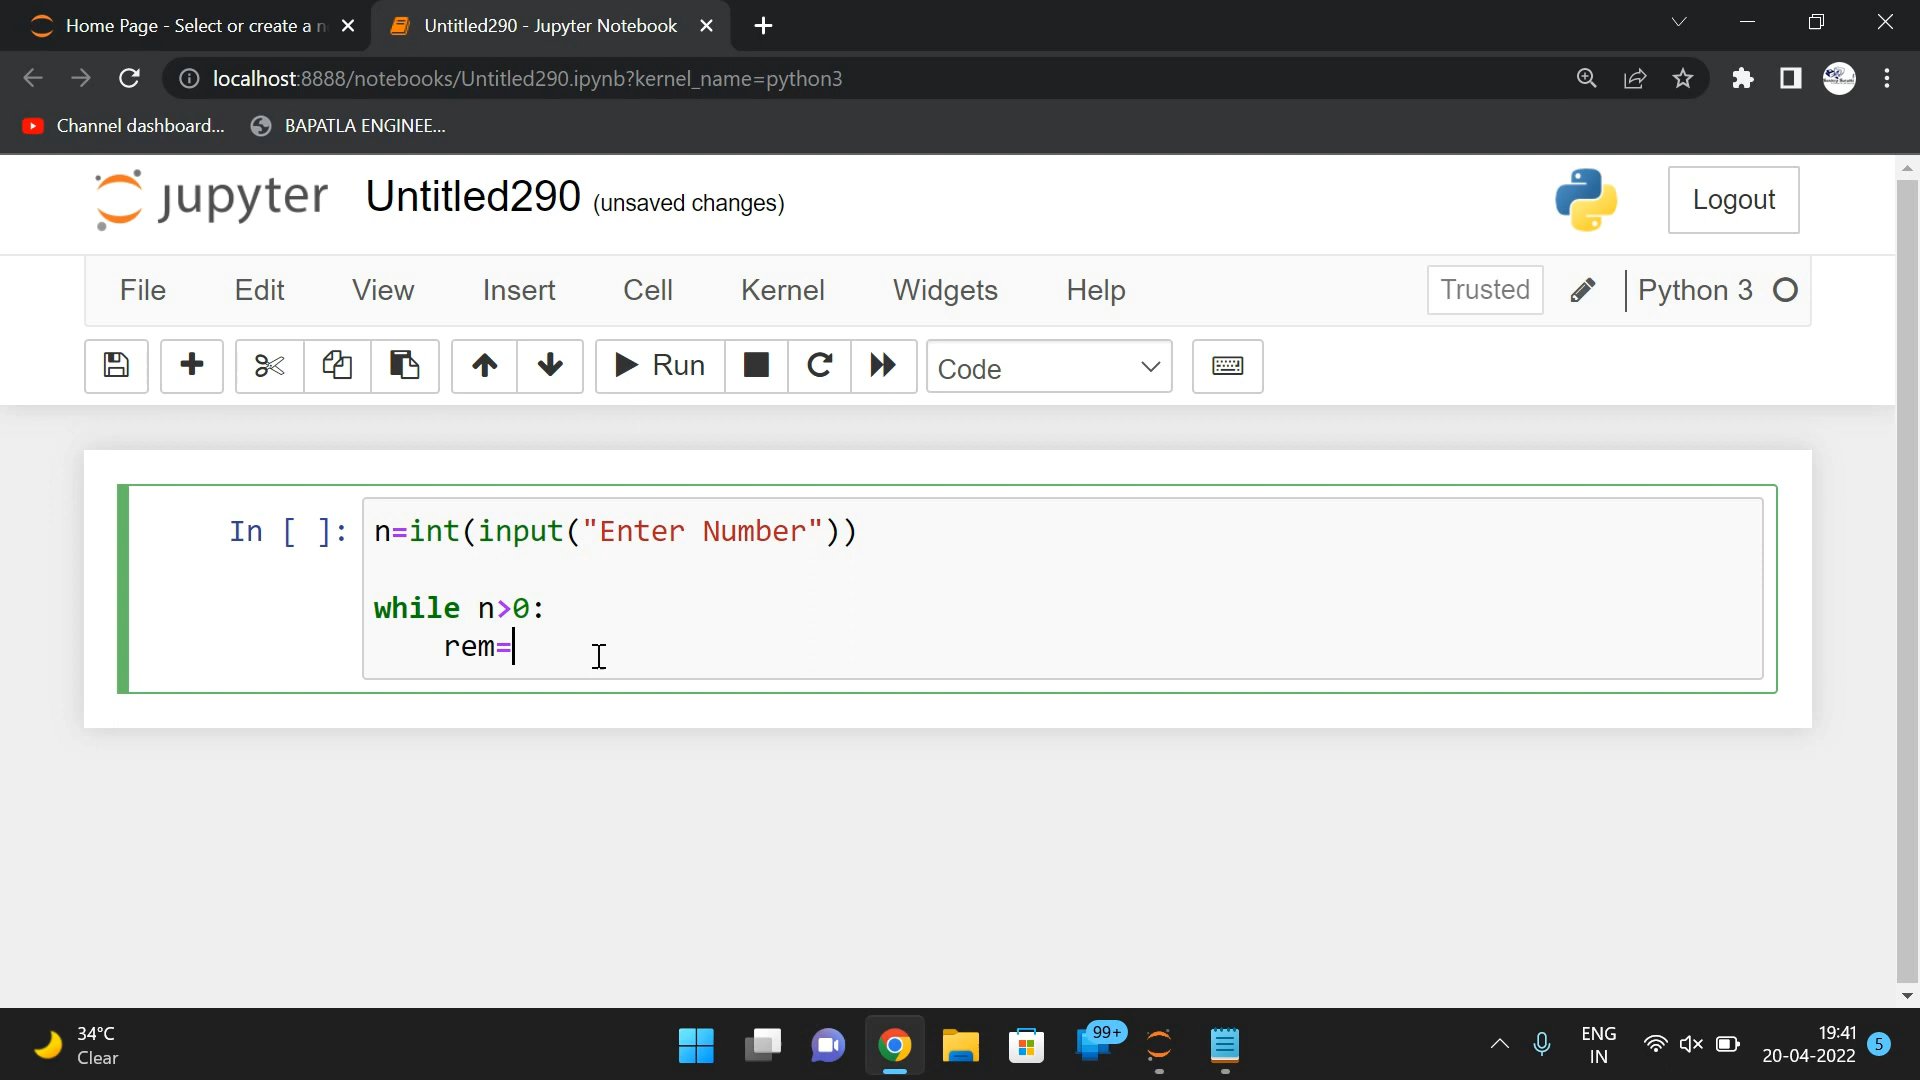 Home Page - Select or create a n
Untitled290 - Jupyter Notebook
localhost:8888/notebooks/Untitled290.ipynb?kernel_name=python3
Channel dashboard...
BAPATLA ENGINEE...
jupyter
Untitled290 (unsaved changes)
Logout
File Edit View Insert Cell Kernel Widgets Help
Trusted
Python 3
Run
Code
In [ ]:
n=int(input("Enter Number"))
while n>0:
    rem=
34°C
Clear
99+
ENG
IN
19:41
20-04-2022
5